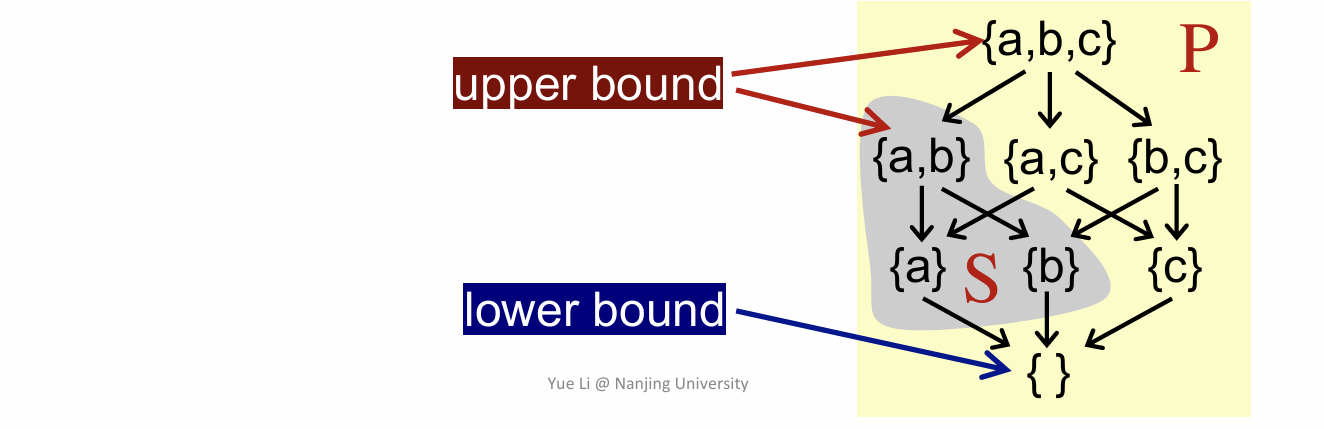 {a,b,c} P
upper bound
{a,b} {a,c} {b,c}
{a} S {b} {c}
lower bound
{ }
Yue Li @ Nanjing University